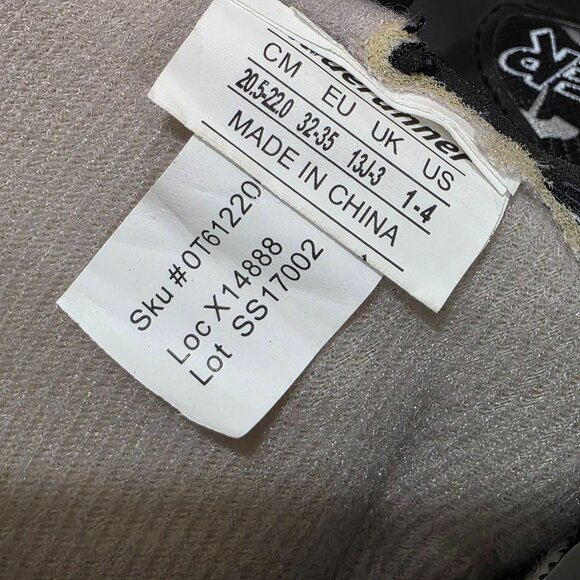 CM EU UK US
20.5-22.0 32-35 13J-3 1-4
MADE IN CHINA
Sku #0T61220
Loc X14888
Lot SS17002